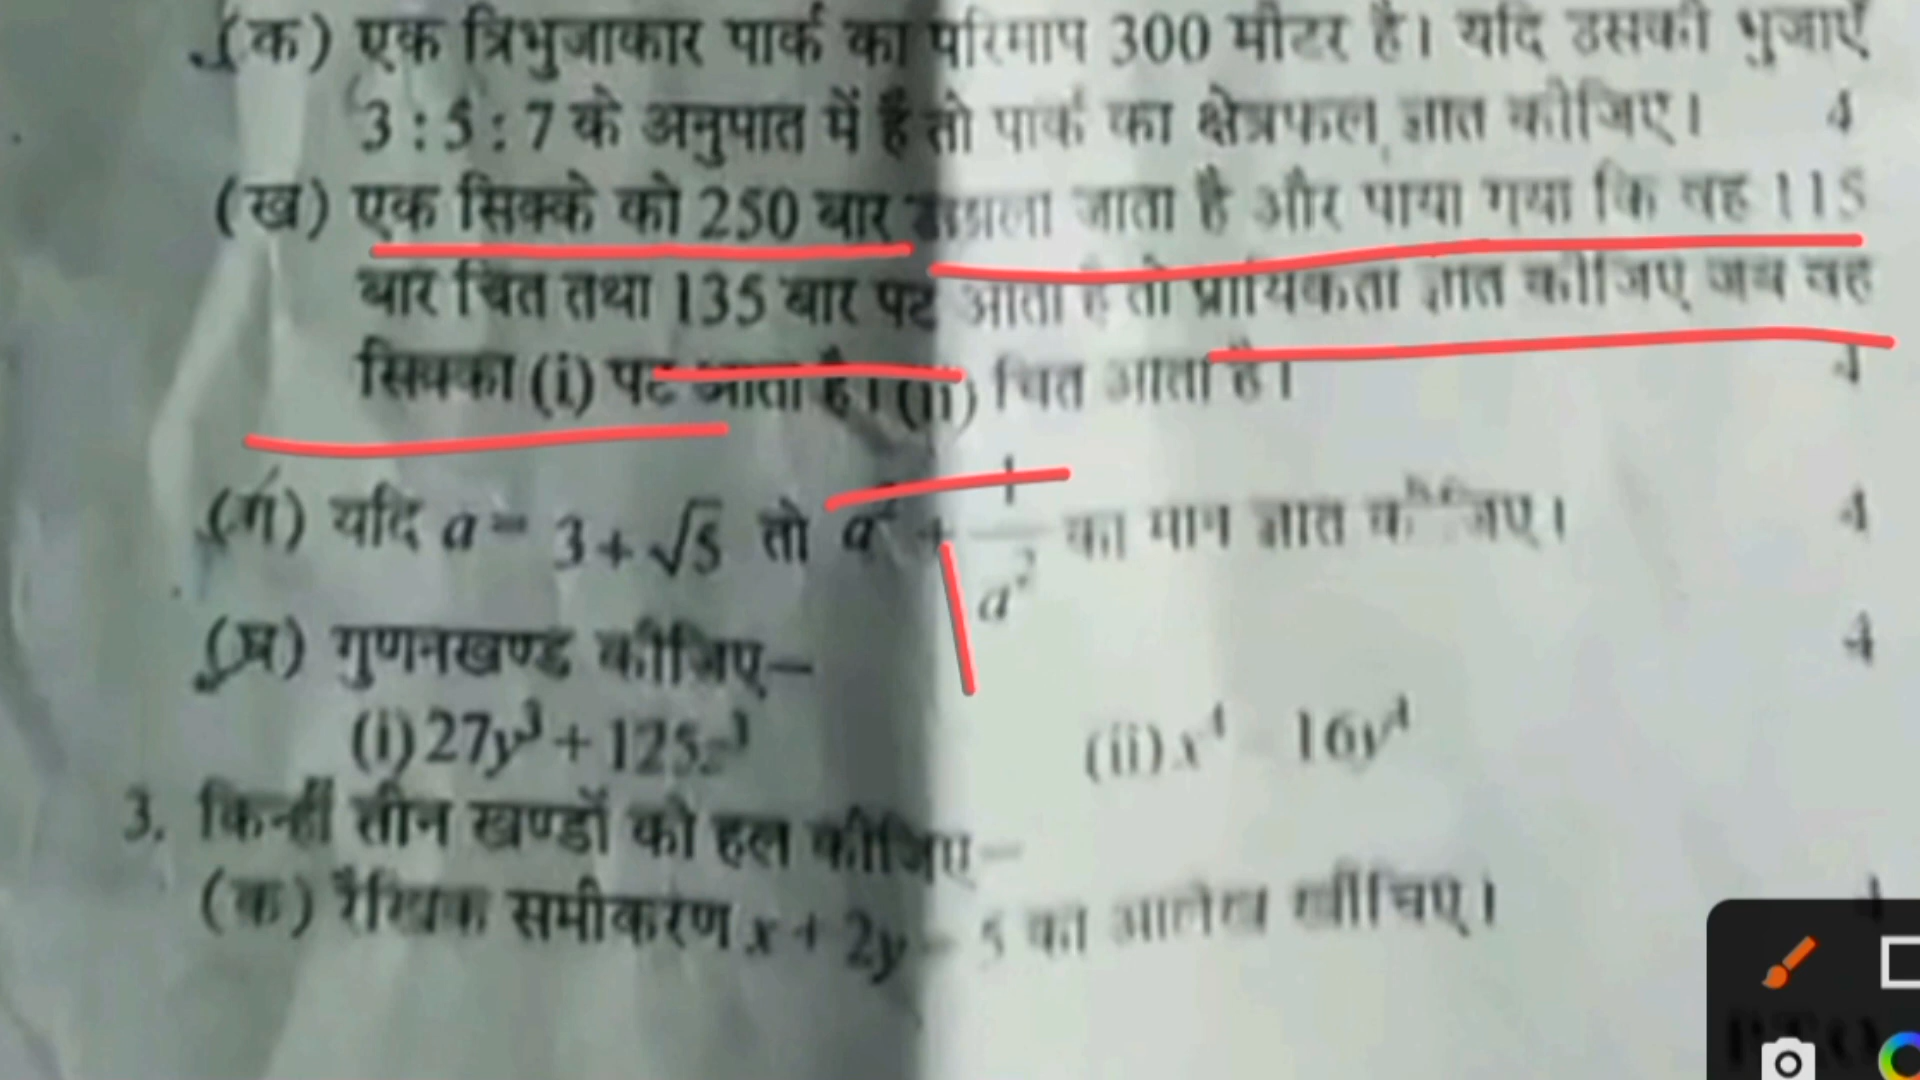 (क) एक त्रिभुजाकार पार्क का परिमाप 300 मीटर है। यदि उसकी भुजाएँ
3 : 5 : 7 के अनुपात में है तो पार्क का क्षेत्रफल ज्ञात कीजिए। 4
(ख) एक सिक्के को 250 बार उछाला जाता है और पाया गया कि वह 115
बार चित तथा 135 बार पट आता है तो प्रायिकता ज्ञात कीजिए जब वह
सिक्का (i) पट आता है। (ii) चित आता है। 4
(ग) यदि a = 3 + √5 तो a² + 1/a² का मान ज्ञात कीजिए। 4
(घ) गुणनखण्ड कीजिए– 4
(i) 27y³ + 125z³ (ii) x⁴ 16y⁴
3. किन्हीं तीन खण्डों को हल कीजिए–
(क) रैखिक समीकरण x + 2y = 5 का आलेख खींचिए। 4